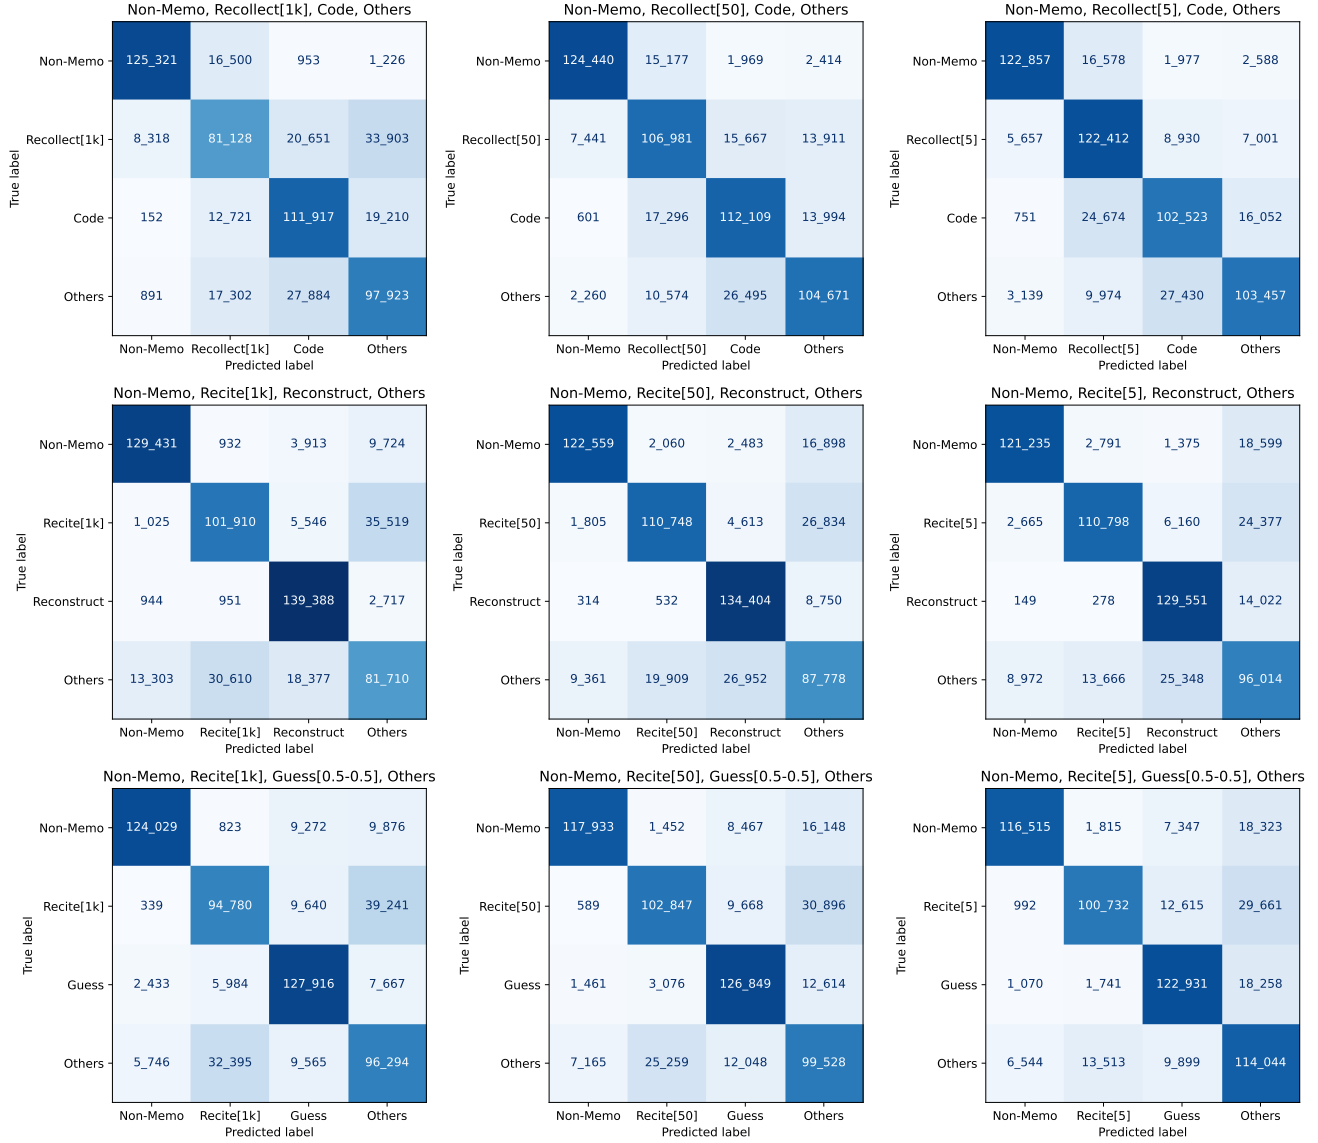 Non-Memo, Recollect[1k], Code, Others
True label
Non-Memo 125_321 16_500 953 1_226
Recollect[1k] 8_318 81_128 20_651 33_903
Code 152 12_721 111_917 19_210
Others 891 17_302 27_884 97_923
Non-Memo Recollect[1k] Code Others
Predicted label
Non-Memo, Recollect[50], Code, Others
True label
Non-Memo 124_440 15_177 1_969 2_414
Recollect[50] 7_441 106_981 15_667 13_911
Code 601 17_296 112_109 13_994
Others 2_260 10_574 26_495 104_671
Non-Memo Recollect[50] Code Others
Predicted label
Non-Memo, Recollect[5], Code, Others
True label
Non-Memo 122_857 16_578 1_977 2_588
Recollect[5] 5_657 122_412 8_930 7_001
Code 751 24_674 102_523 16_052
Others 3_139 9_974 27_430 103_457
Non-Memo Recollect[5] Code Others
Predicted label
Non-Memo, Recite[1k], Reconstruct, Others
True label
Non-Memo 129_431 932 3_913 9_724
Recite[1k] 1_025 101_910 5_546 35_519
Reconstruct 944 951 139_388 2_717
Others 13_303 30_610 18_377 81_710
Non-Memo Recite[1k] Reconstruct Others
Predicted label
Non-Memo, Recite[50], Reconstruct, Others
True label
Non-Memo 122_559 2_060 2_483 16_898
Recite[50] 1_805 110_748 4_613 26_834
Reconstruct 314 532 134_404 8_750
Others 9_361 19_909 26_952 87_778
Non-Memo Recite[50] Reconstruct Others
Predicted label
Non-Memo, Recite[5], Reconstruct, Others
True label
Non-Memo 121_235 2_791 1_375 18_599
Recite[5] 2_665 110_798 6_160 24_377
Reconstruct 149 278 129_551 14_022
Others 8_972 13_666 25_348 96_014
Non-Memo Recite[5] Reconstruct Others
Predicted label
Non-Memo, Recite[1k], Guess[0.5-0.5], Others
True label
Non-Memo 124_029 823 9_272 9_876
Recite[1k] 339 94_780 9_640 39_241
Guess 2_433 5_984 127_916 7_667
Others 5_746 32_395 9_565 96_294
Non-Memo Recite[1k] Guess Others
Predicted label
Non-Memo, Recite[50], Guess[0.5-0.5], Others
True label
Non-Memo 117_933 1_452 8_467 16_148
Recite[50] 589 102_847 9_668 30_896
Guess 1_461 3_076 126_849 12_614
Others 7_165 25_259 12_048 99_528
Non-Memo Recite[50] Guess Others
Predicted label
Non-Memo, Recite[5], Guess[0.5-0.5], Others
True label
Non-Memo 116_515 1_815 7_347 18_323
Recite[5] 992 100_732 12_615 29_661
Guess 1_070 1_741 122_931 18_258
Others 6_544 13_513 9_899 114_044
Non-Memo Recite[5] Guess Others
Predicted label